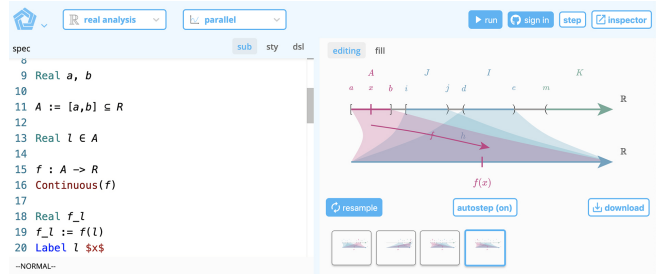 ℝ real analysis
parallel
run
sign in
step
inspector
spec
sub sty dsl
8
9 Real a, b
10
11 A := [a,b] ⊆ R
12
13 Real l ∈ A
14
15 f : A -> R
16 Continuous(f)
17
18 Real f_l
19 f_l := f(l)
20 Label l $x$
--NORMAL--
editing fill
A J I K
a x b i j d c m
ℝ
f h
ℝ
f(x)
resample
autostep (on)
download